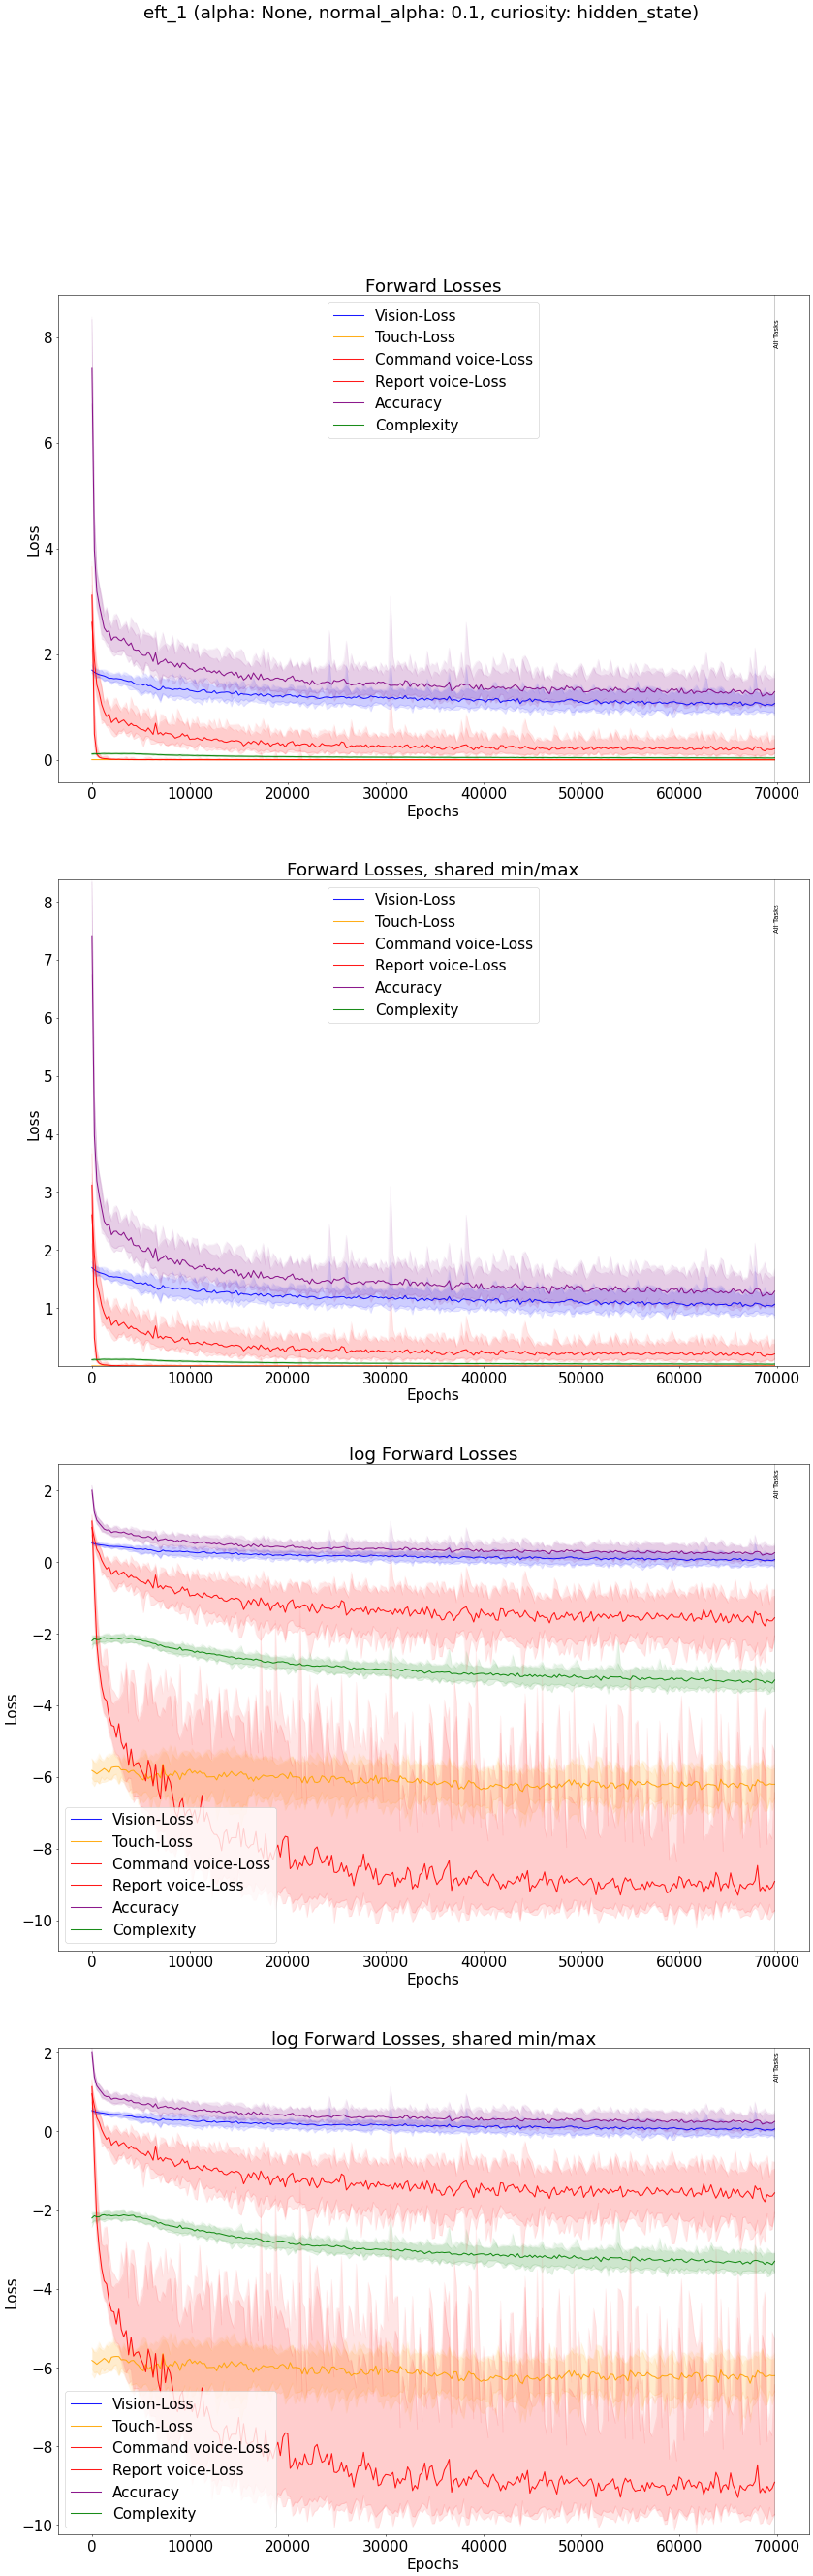 eft_1 (alpha: None, normal_alpha: 0.1, curiosity: hidden_state)
Forward Losses
Vision-Loss
Touch-Loss
Command voice-Loss
Report voice-Loss
Accuracy
Complexity
All Tasks
8
6
4
2
0
Loss
0 10000 20000 30000 40000 50000 60000 70000
Epochs
Forward Losses, shared min/max
Vision-Loss
Touch-Loss
Command voice-Loss
Report voice-Loss
Accuracy
Complexity
All Tasks
8
7
6
5
4
3
2
1
Loss
0 10000 20000 30000 40000 50000 60000 70000
Epochs
log Forward Losses
All Tasks
2
0
−2
−4
−6
−8
−10
Loss
Vision-Loss
Touch-Loss
Command voice-Loss
Report voice-Loss
Accuracy
Complexity
0 10000 20000 30000 40000 50000 60000 70000
Epochs
log Forward Losses, shared min/max
All Tasks
2
0
−2
−4
−6
−8
−10
Loss
Vision-Loss
Touch-Loss
Command voice-Loss
Report voice-Loss
Accuracy
Complexity
0 10000 20000 30000 40000 50000 60000 70000
Epochs